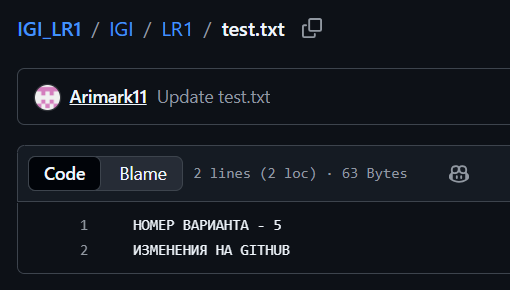 IGI_LR1 / IGI / LR1 / test.txt
Arimark11 Update test.txt
Code Blame 2 lines (2 loc) · 63 Bytes
1 НОМЕР ВАРИАНТА - 5
2 ИЗМЕНЕНИЯ НА GITHUB